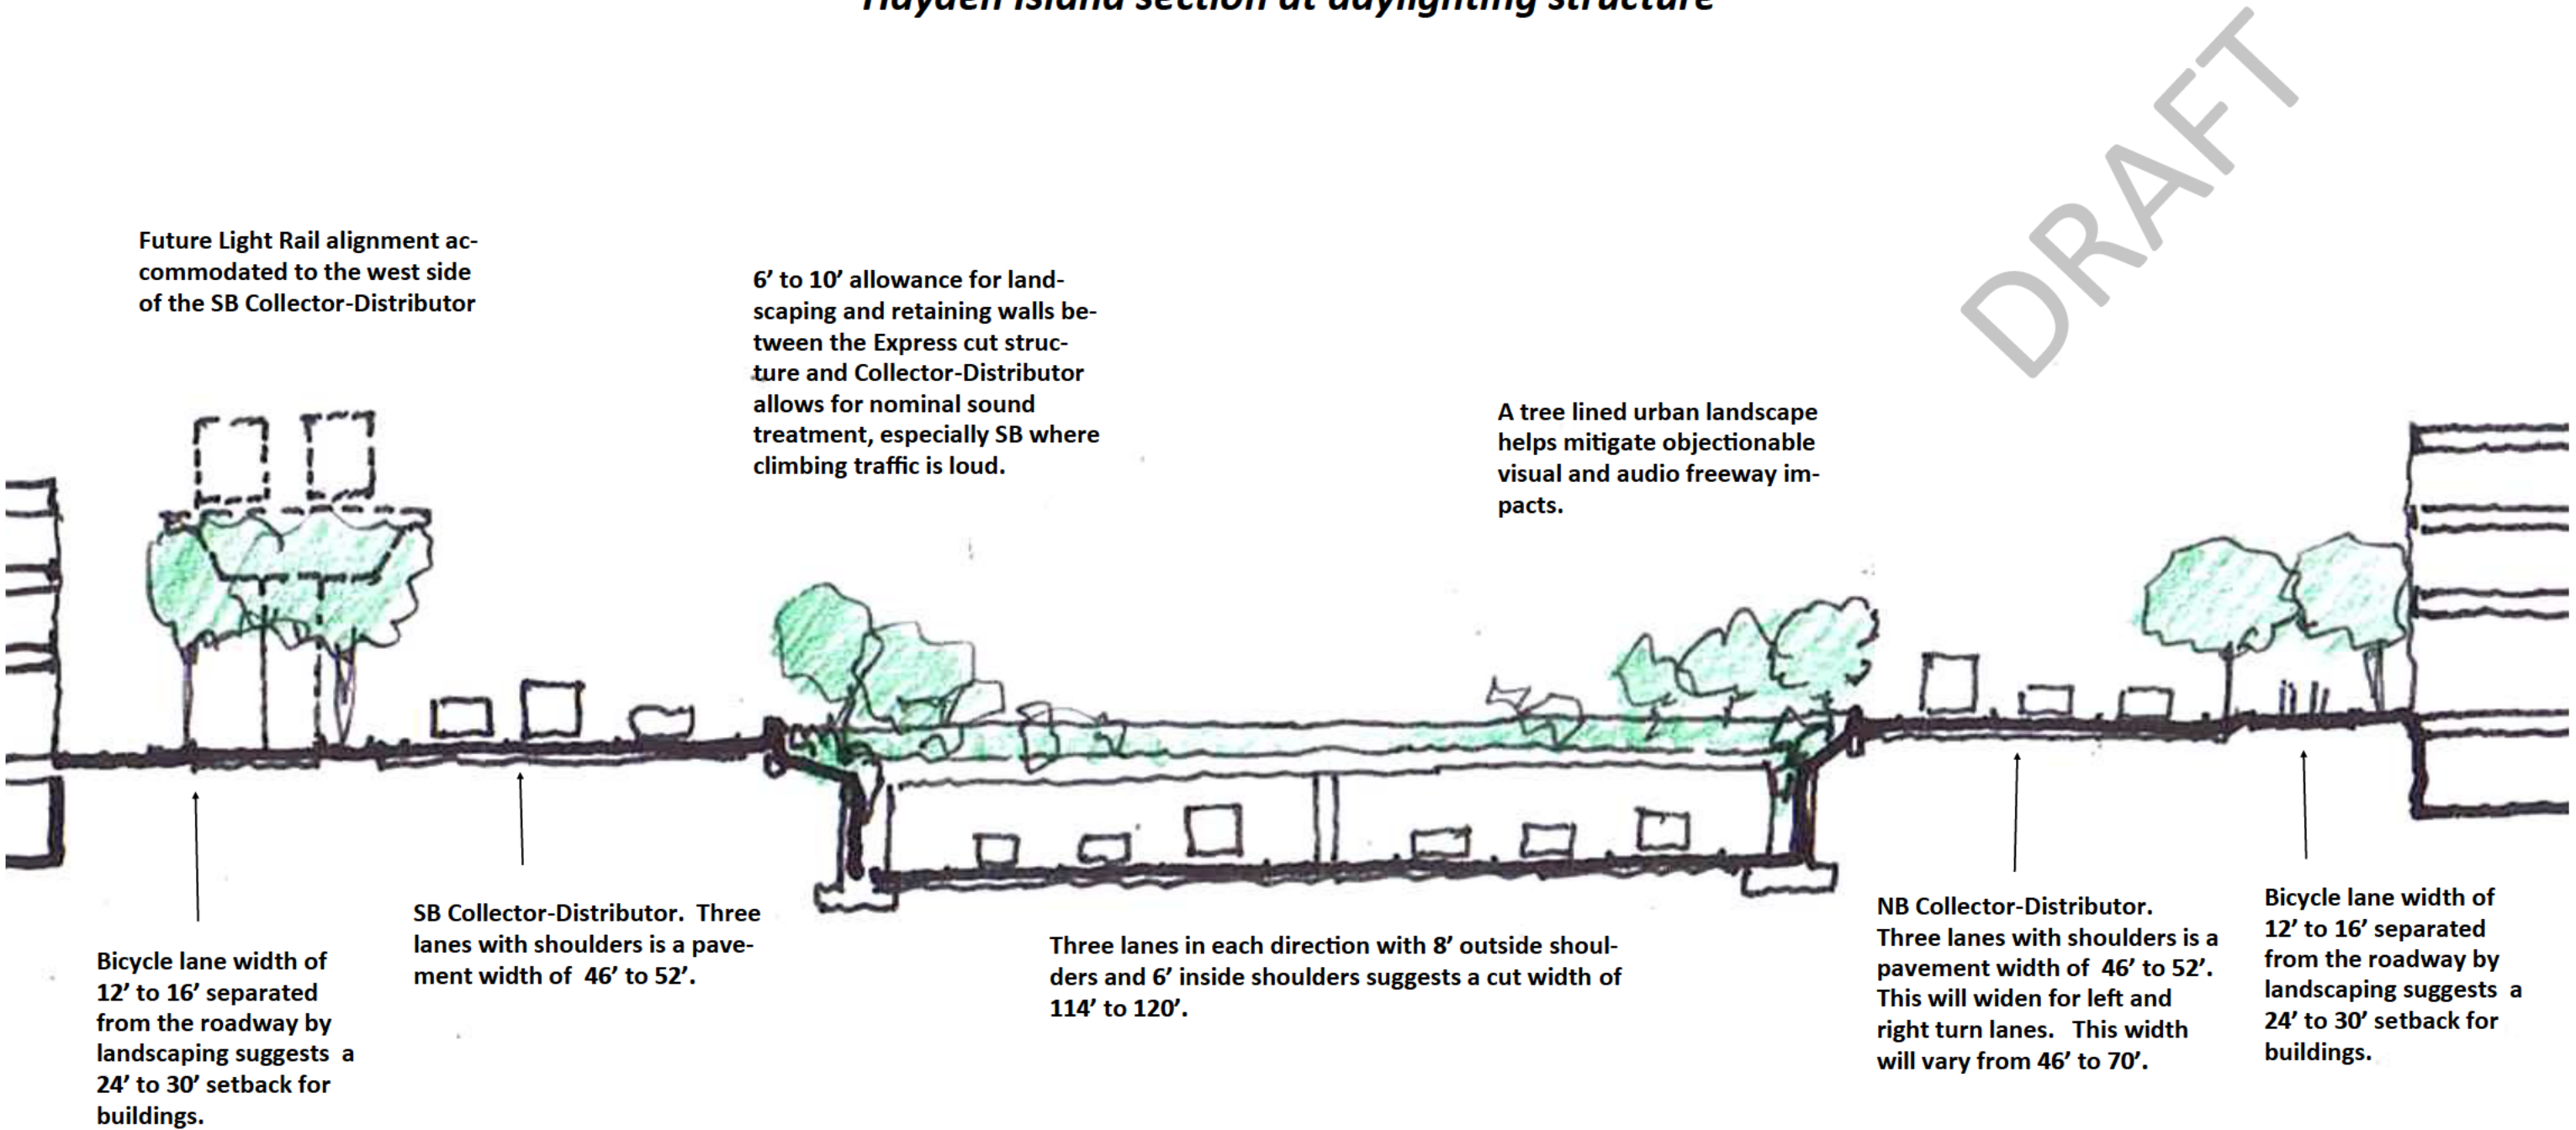 Hayden Island section at daylighting structure
DRAFT
Future Light Rail alignment ac-
commodated to the west side
of the SB Collector-Distributor
6’ to 10’ allowance for land-
scaping and retaining walls be-
tween the Express cut struc-
ture and Collector-Distributor
allows for nominal sound
treatment, especially SB where
climbing traffic is loud.
A tree lined urban landscape
helps mitigate objectionable
visual and audio freeway im-
pacts.
Bicycle lane width of
12’ to 16’ separated
from the roadway by
landscaping suggests a
24’ to 30’ setback for
buildings.
SB Collector-Distributor. Three
lanes with shoulders is a pave-
ment width of 46’ to 52’.
Three lanes in each direction with 8’ outside shoul-
ders and 6’ inside shoulders suggests a cut width of
114’ to 120’.
NB Collector-Distributor.
Three lanes with shoulders is a
pavement width of 46’ to 52’.
This will widen for left and
right turn lanes. This width
will vary from 46’ to 70’.
Bicycle lane width of
12’ to 16’ separated
from the roadway by
landscaping suggests a
24’ to 30’ setback for
buildings.